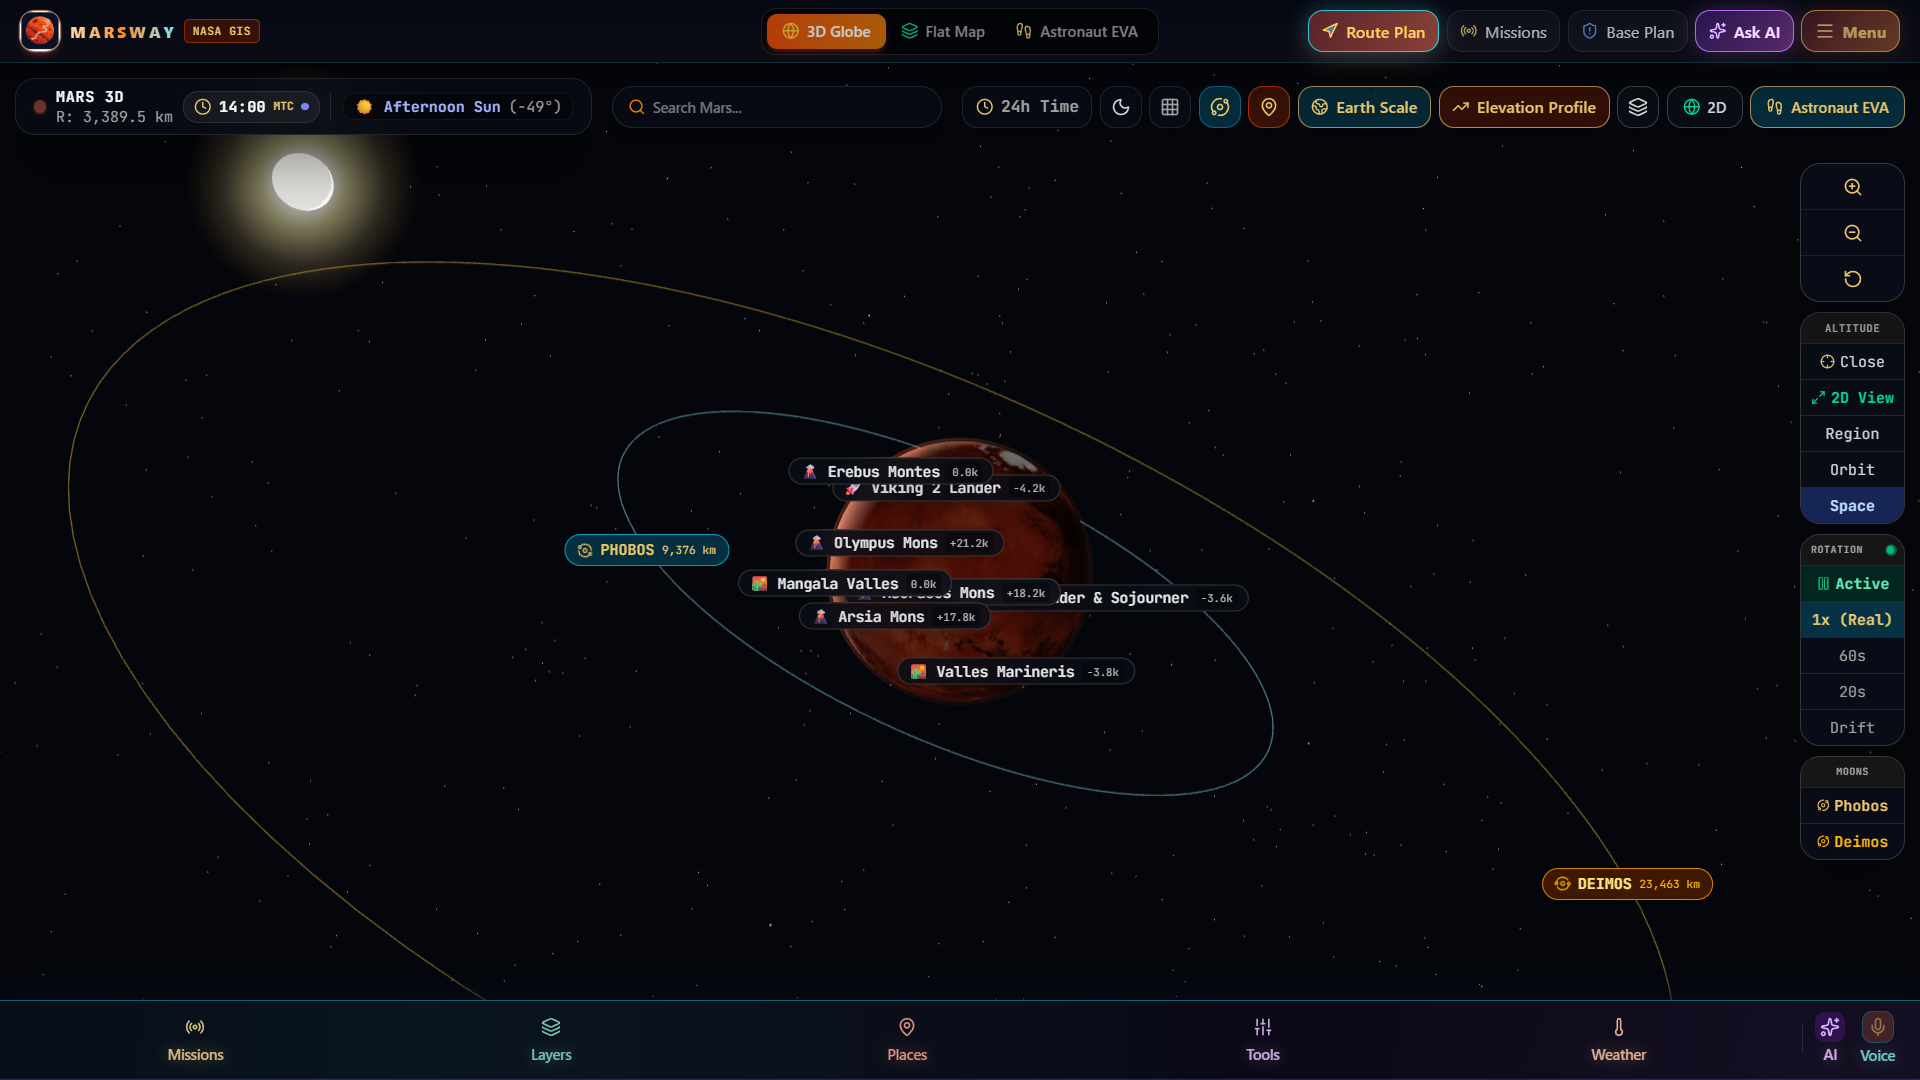 MARSWAY NASA GIS
3D Globe
Flat Map
Astronaut EVA
Route Plan
Missions
Base Plan
Ask AI
Menu
MARS 3D
R: 3,389.5 km
14:00 MTC
Afternoon Sun (-49°)
Search Mars...
24h Time
Earth Scale
Elevation Profile
2D
Astronaut EVA
ALTITUDE
Close
2D View
Region
Orbit
Space
ROTATION
Active
1x (Real)
60s
20s
Drift
MOONS
Phobos
Deimos
Erebus Montes 0.0k
Viking 2 Lander -4.2k
Olympus Mons +21.2k
PHOBOS 9,376 km
Mangala Valles 0.0k
Mons +18.2k
& Sojourner -3.6k
Arsia Mons +17.8k
Valles Marineris -3.8k
DEIMOS 23,463 km
Missions
Layers
Places
Tools
Weather
AI
Voice